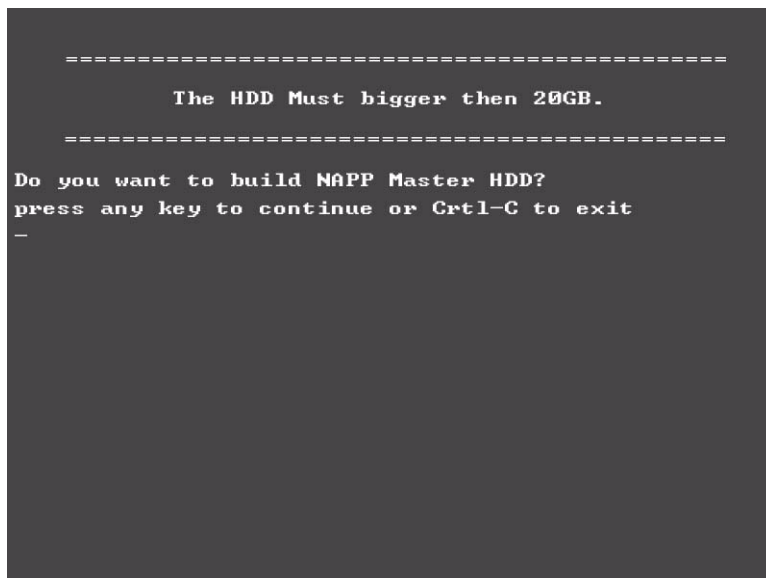 ==============================================
The HDD Must bigger then 20GB.
==============================================
Do you want to build NAPP Master HDD?
press any key to continue or Crtl-C to exit
_